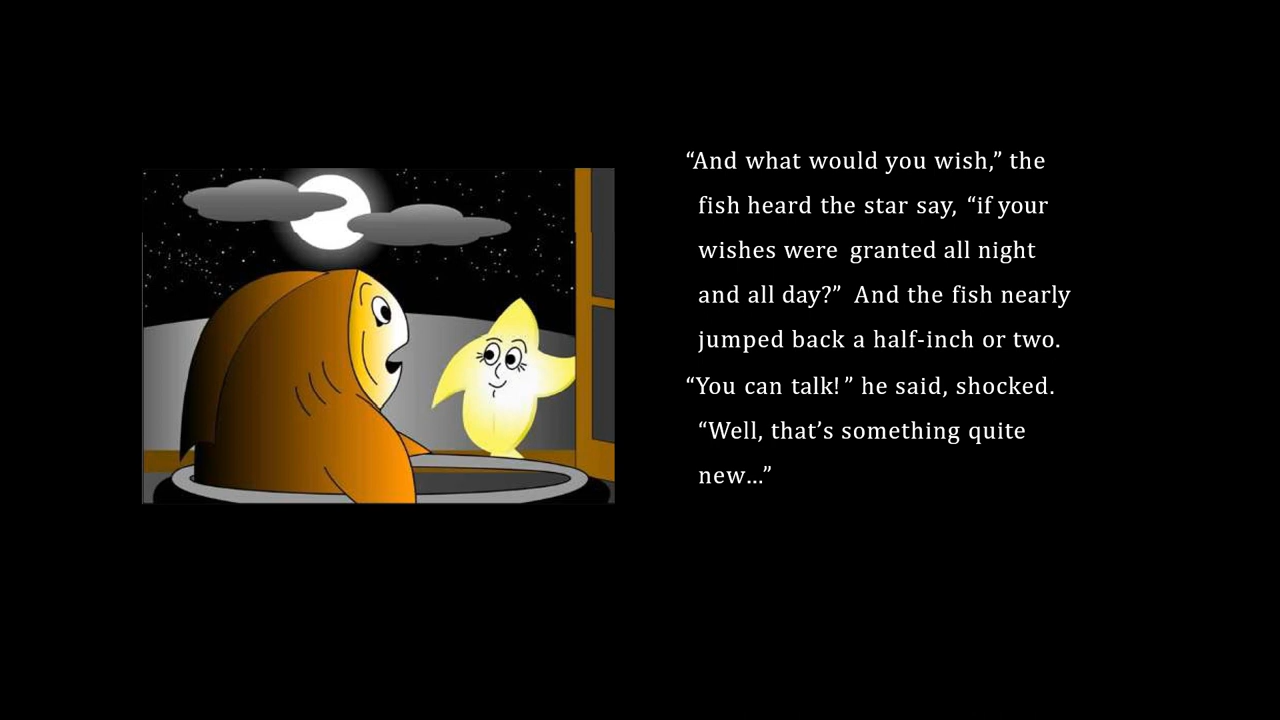 “And what would you wish,” the
fish heard the star say, “if your
wishes were granted all night
and all day?” And the fish nearly
jumped back a half-inch or two.
“You can talk!” he said, shocked.
“Well, that’s something quite
new…”